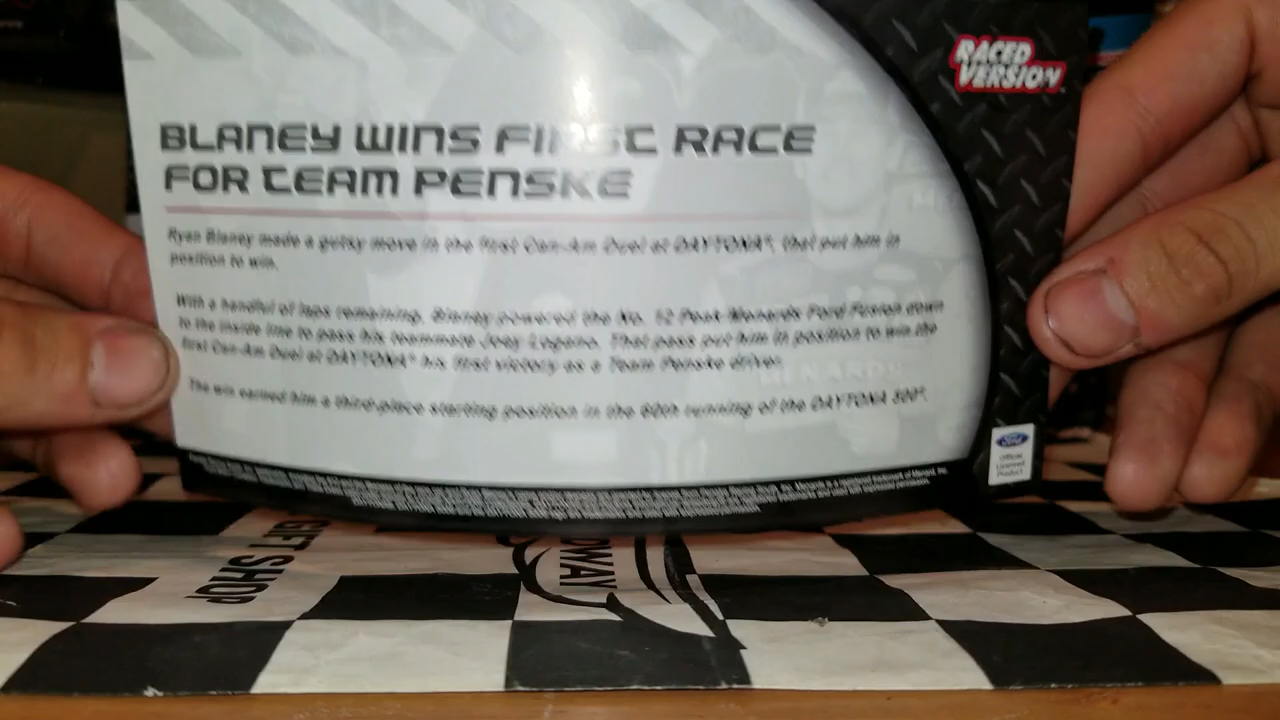 RACED
VERSION
BLANEY WINS FIRST RACE
FOR TEAM PENSKE
Ryan Blaney made a gutsy move in the first Can-Am Duel at DAYTONA®, that put him in
position to win.
With a handful of laps remaining, Blaney powered the No. 12 Peak Menards Ford Fusion down
to the inside line to pass his teammate Joey Logano. That pass put him in position to win the
first Can-Am Duel at DAYTONA® his first victory as a Team Penske driver.
The win earned him a third-place starting position in the 60th running of the DAYTONA 500®.
MENARDS
Ford
Official
Licensed
Product
GIFT SHOP
DWAY